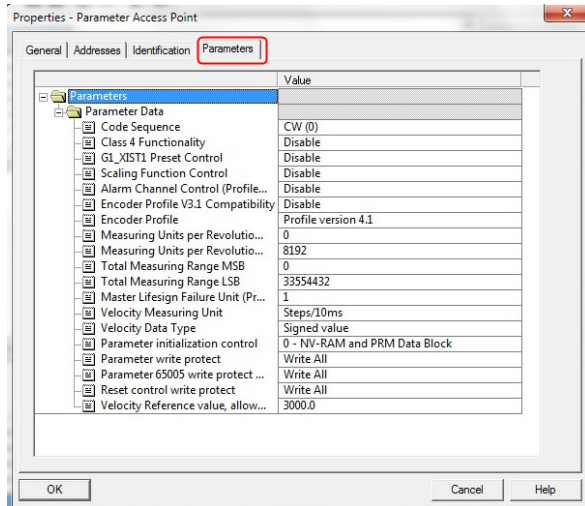 Properties - Parameter Access Point
General Addresses Identification Parameters
Value
Parameters
Parameter Data
Code Sequence CW (0)
Class 4 Functionality Disable
G1_XIST1 Preset Control Disable
Scaling Function Control Disable
Alarm Channel Control (Profile... Disable
Encoder Profile V3.1 Compatibility Disable
Encoder Profile Profile version 4.1
Measuring Units per Revolutio... 0
Measuring Units per Revolutio... 8192
Total Measuring Range MSB 0
Total Measuring Range LSB 33554432
Master Lifesign Failure Unit (Pr... 1
Velocity Measuring Unit Steps/10ms
Velocity Data Type Signed value
Parameter initialization control 0 - NV-RAM and PRM Data Block
Parameter write protect Write All
Parameter 65005 write protect ... Write All
Reset control write protect Write All
Velocity Reference value, allow... 3000.0
OK Cancel Help